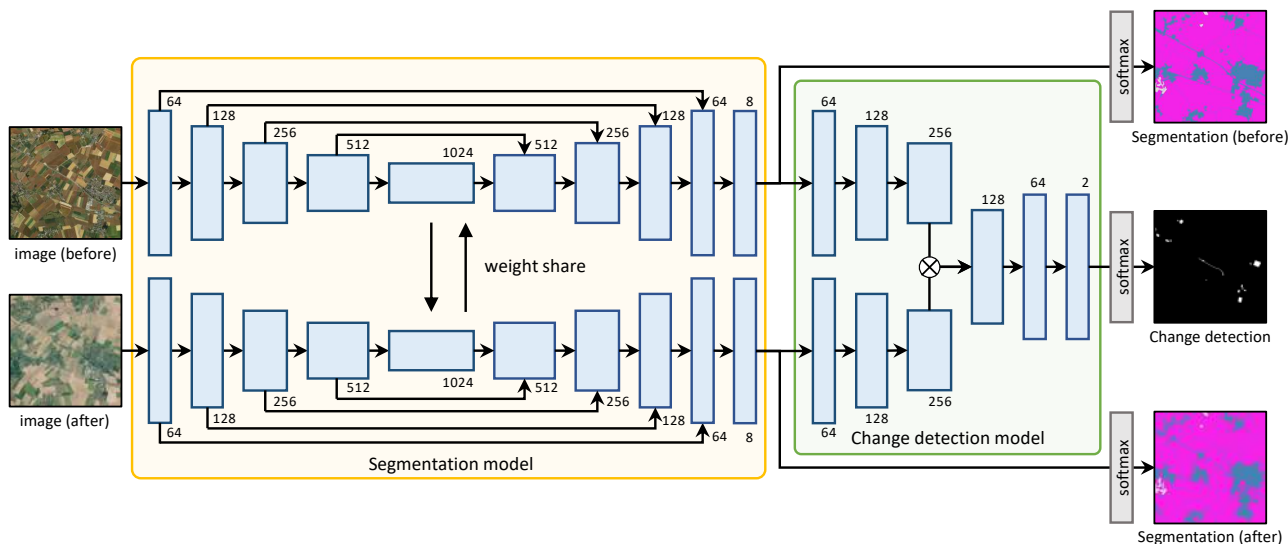 softmax
Segmentation (before)
64
128
256
512
1024
512
256
128
64
8
64
128
256
image (before)
weight share
128
64
2
softmax
Change detection
image (after)
64
128
256
512
1024
512
256
128
64
8
64
128
256
Segmentation model
Change detection model
softmax
Segmentation (after)